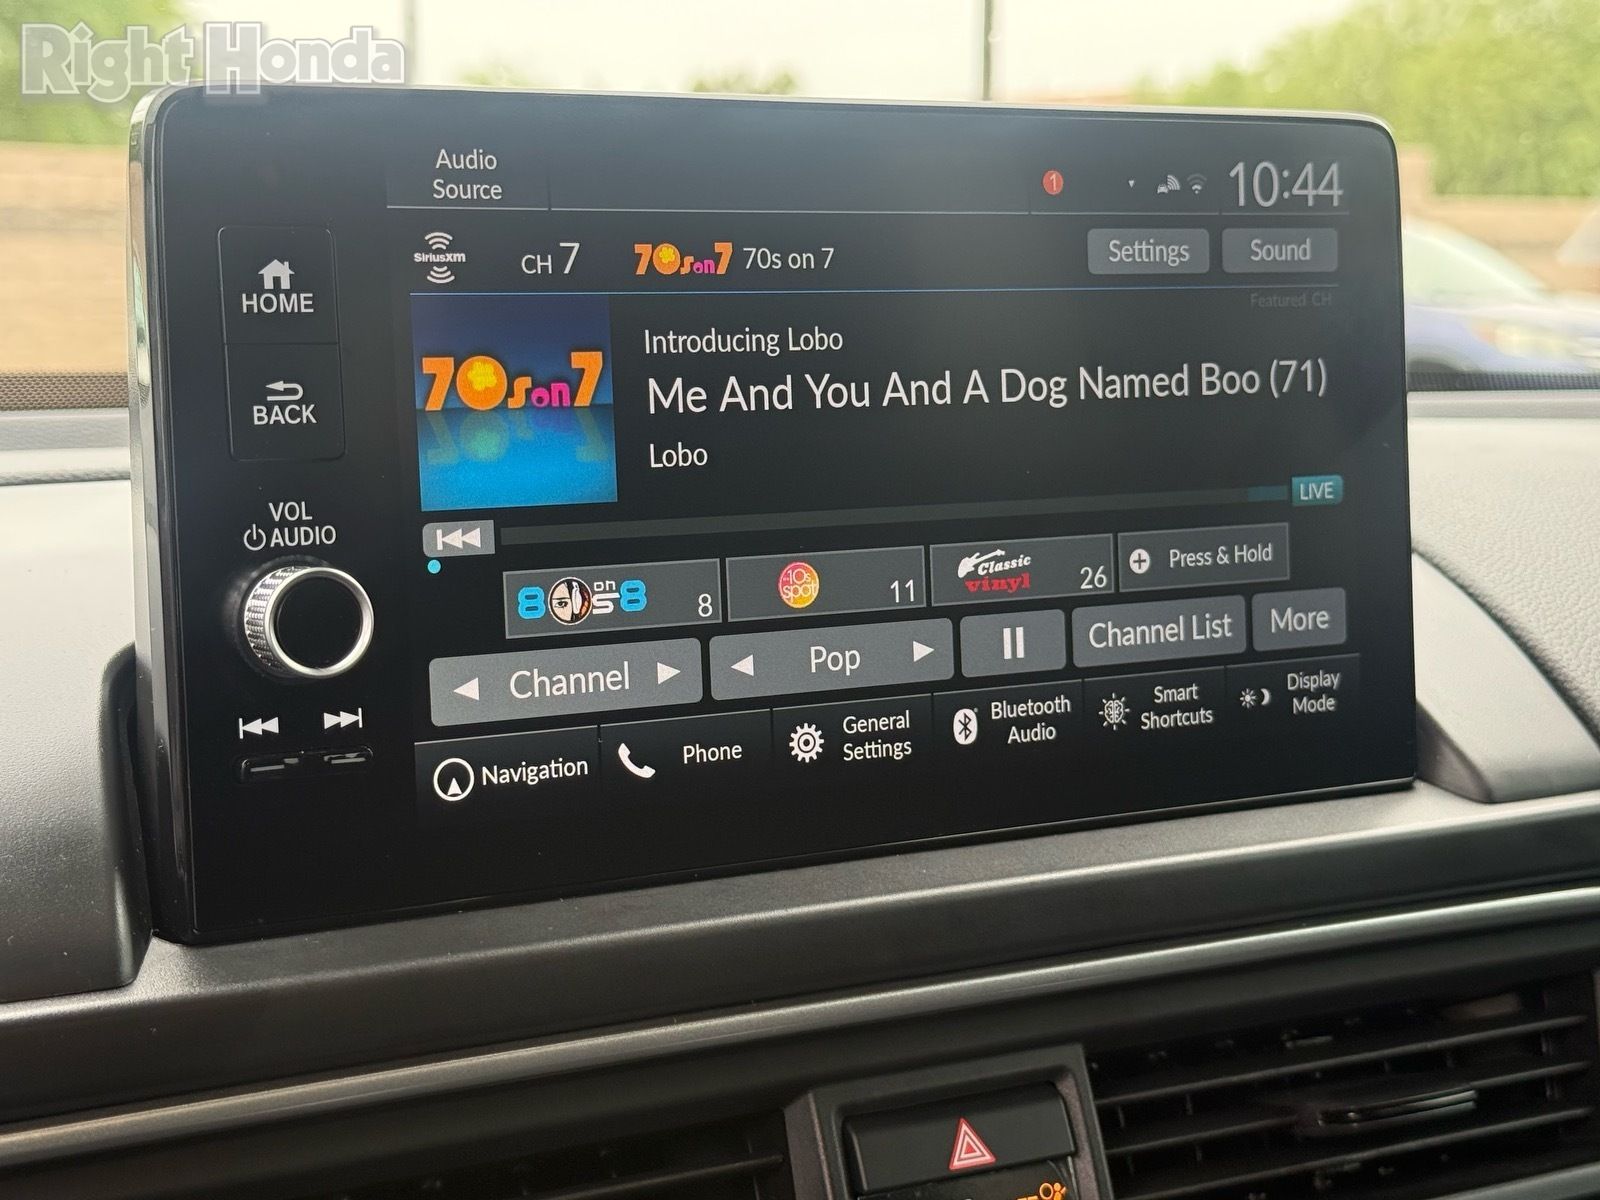 Right Honda
Audio
Source
1
10:44
HOME
BACK
VOL
AUDIO
SiriusXM
CH 7
70s on 7
70s on 7
Settings
Sound
Featured CH
70s on 7
Introducing Lobo
Me And You And A Dog Named Boo (71)
Lobo
LIVE
80s on 8
8
10s
spot
11
Classic
vinyl
26
Press & Hold
Channel
Pop
Channel List
More
Navigation
Phone
General
Settings
Bluetooth
Audio
Smart
Shortcuts
Display
Mode